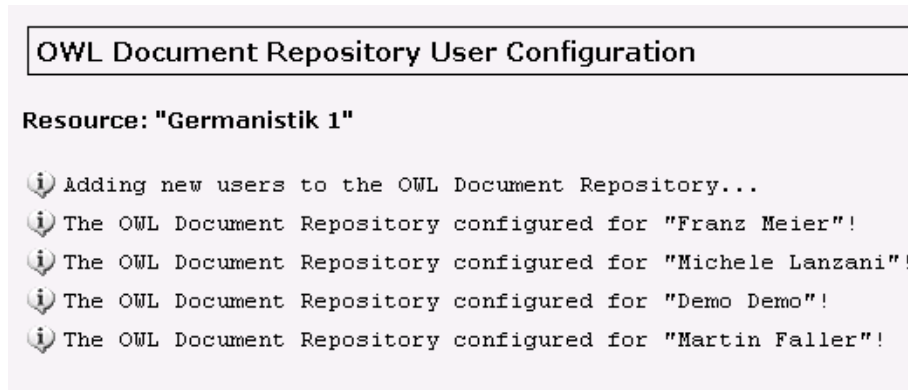 OWL Document Repository User Configuration
Resource: "Germanistik 1"
Adding new users to the OWL Document Repository...
The OWL Document Repository configured for "Franz Meier"!
The OWL Document Repository configured for "Michele Lanzani"!
The OWL Document Repository configured for "Demo Demo"!
The OWL Document Repository configured for "Martin Faller"!